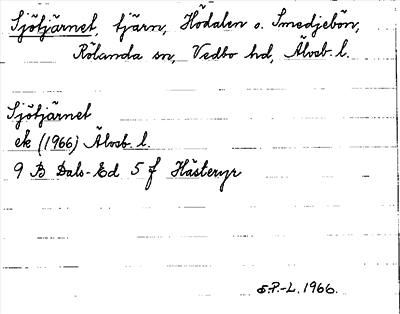 Sjötjärnet, tjärn, Hödalen o. Smedjebön,
Rölanda sn, Vedbo hd, Älvsb. l.
Sjötjärnet
ek (1966) Älvsb. l.
9 B Dals-Ed 5 f Hästeryr
S.P.-L. 1966.